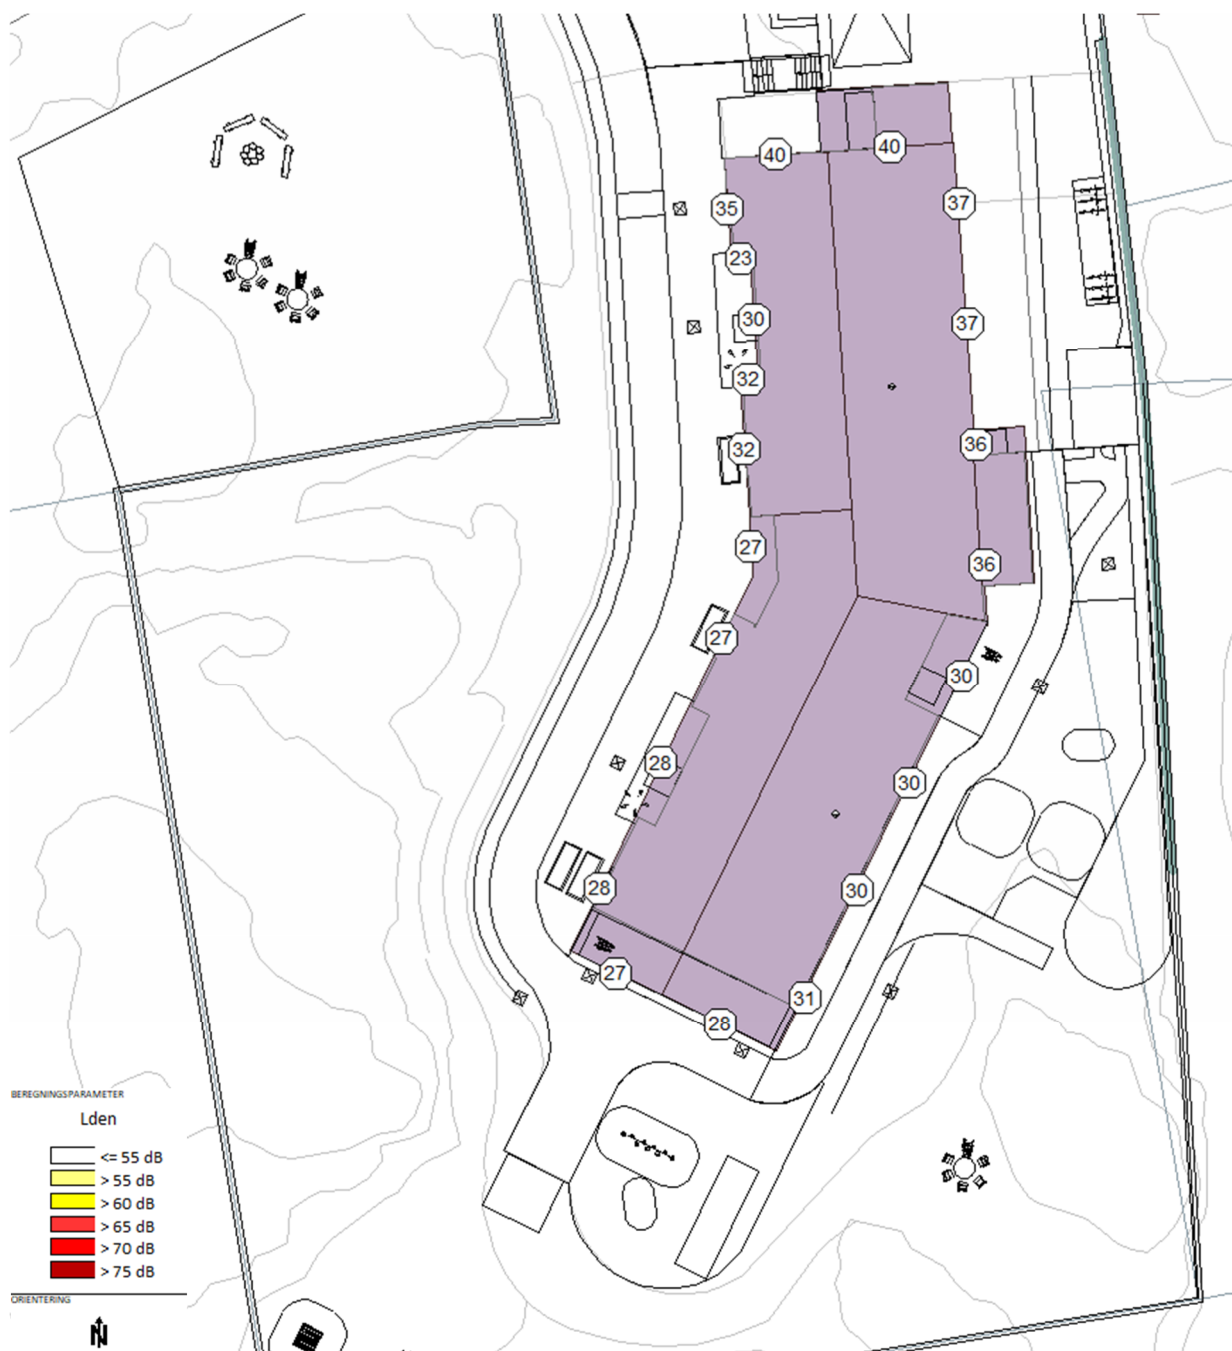 40
40
35
37
23
30
37
32
32
36
27
36
27
30
28
30
28
30
27
31
28
BEREGNINGSPARAMETER
Lden
<= 55 dB
> 55 dB
> 60 dB
> 65 dB
> 70 dB
> 75 dB
ORIENTERING
N